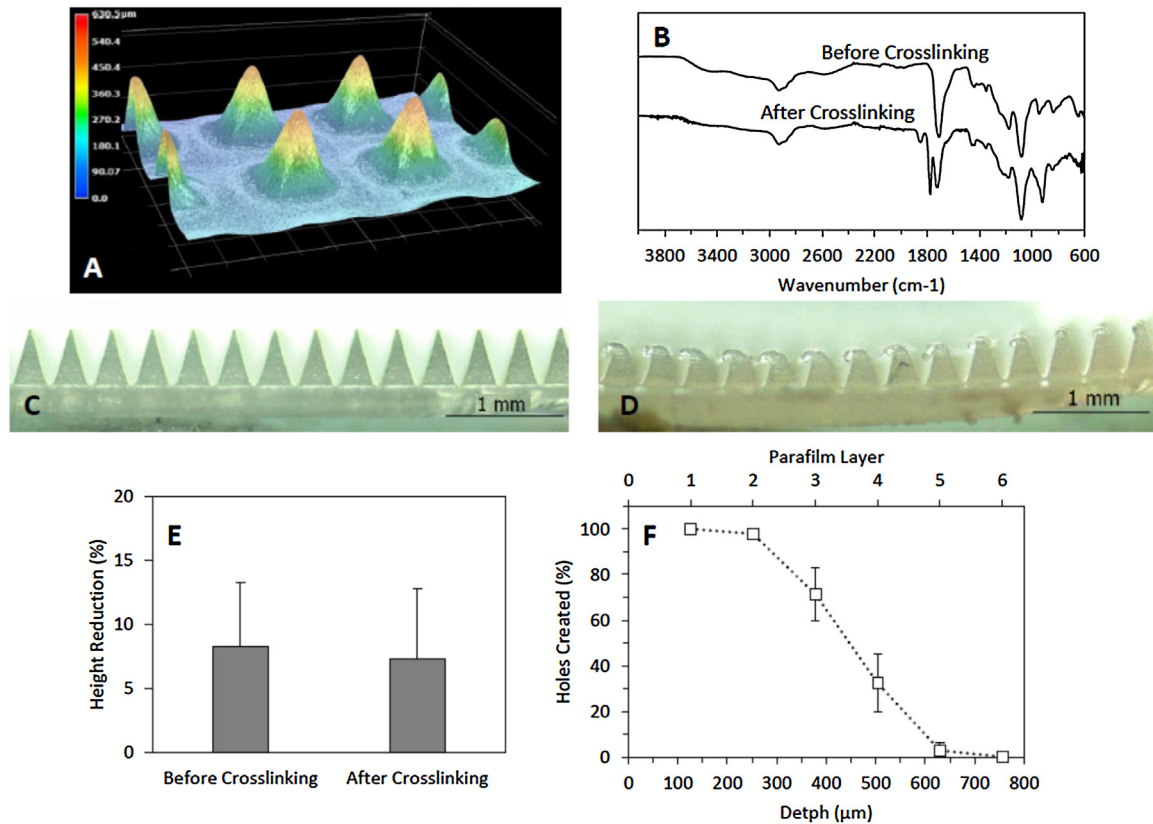 630.5μm
540.4
450.4
360.3
270.2
180.1
90.07
0.0
A
B
Before Crosslinking
After Crosslinking
3800 3400 3000 2600 2200 1800 1400 1000 600
Wavenumber (cm-1)
C
1 mm
D
1 mm
E
20
15
10
5
0
Height Reduction (%)
Before Crosslinking After Crosslinking
Parafilm Layer
0 1 2 3 4 5 6
F
100
80
60
40
20
0
Holes Created (%)
0 100 200 300 400 500 600 700 800
Detph (μm)